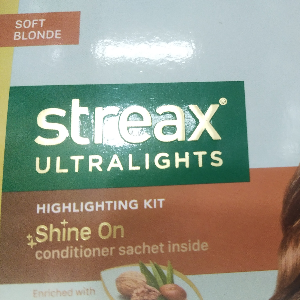 SOFT
BLONDE
streax®
ULTRALIGHTS
HIGHLIGHTING KIT
Shine On
conditioner sachet inside
Enriched with